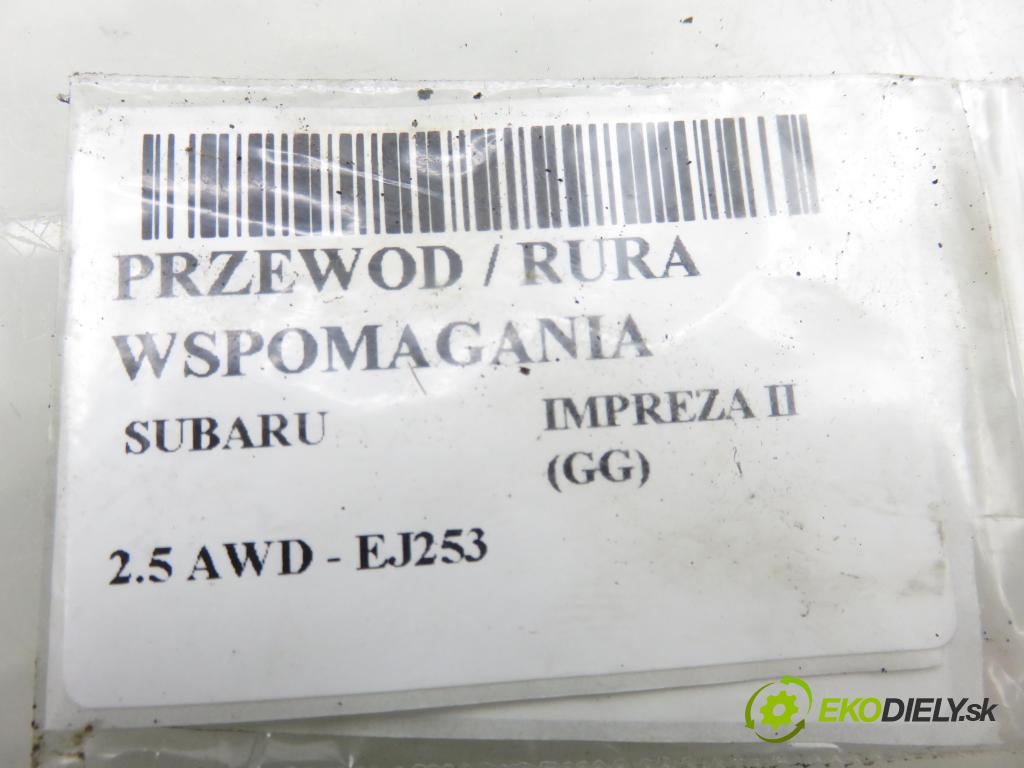 PRZEWOD / RURA
WSPOMAGANIA
SUBARU IMPREZA II
(GG)
2.5 AWD - EJ253
EKODIELY.sk